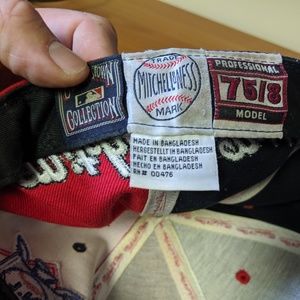 COOPERSTOWN
COLLECTION
TRADE
MITCHELL & NESS
MARK
PROFESSIONAL
7 5/8
MODEL
MADE IN BANGLADESH
HERGESTELLT IN BANGLADESH
FAIT EN BANGLADESH
HECHO EN BANGLADESH
RN# 00476